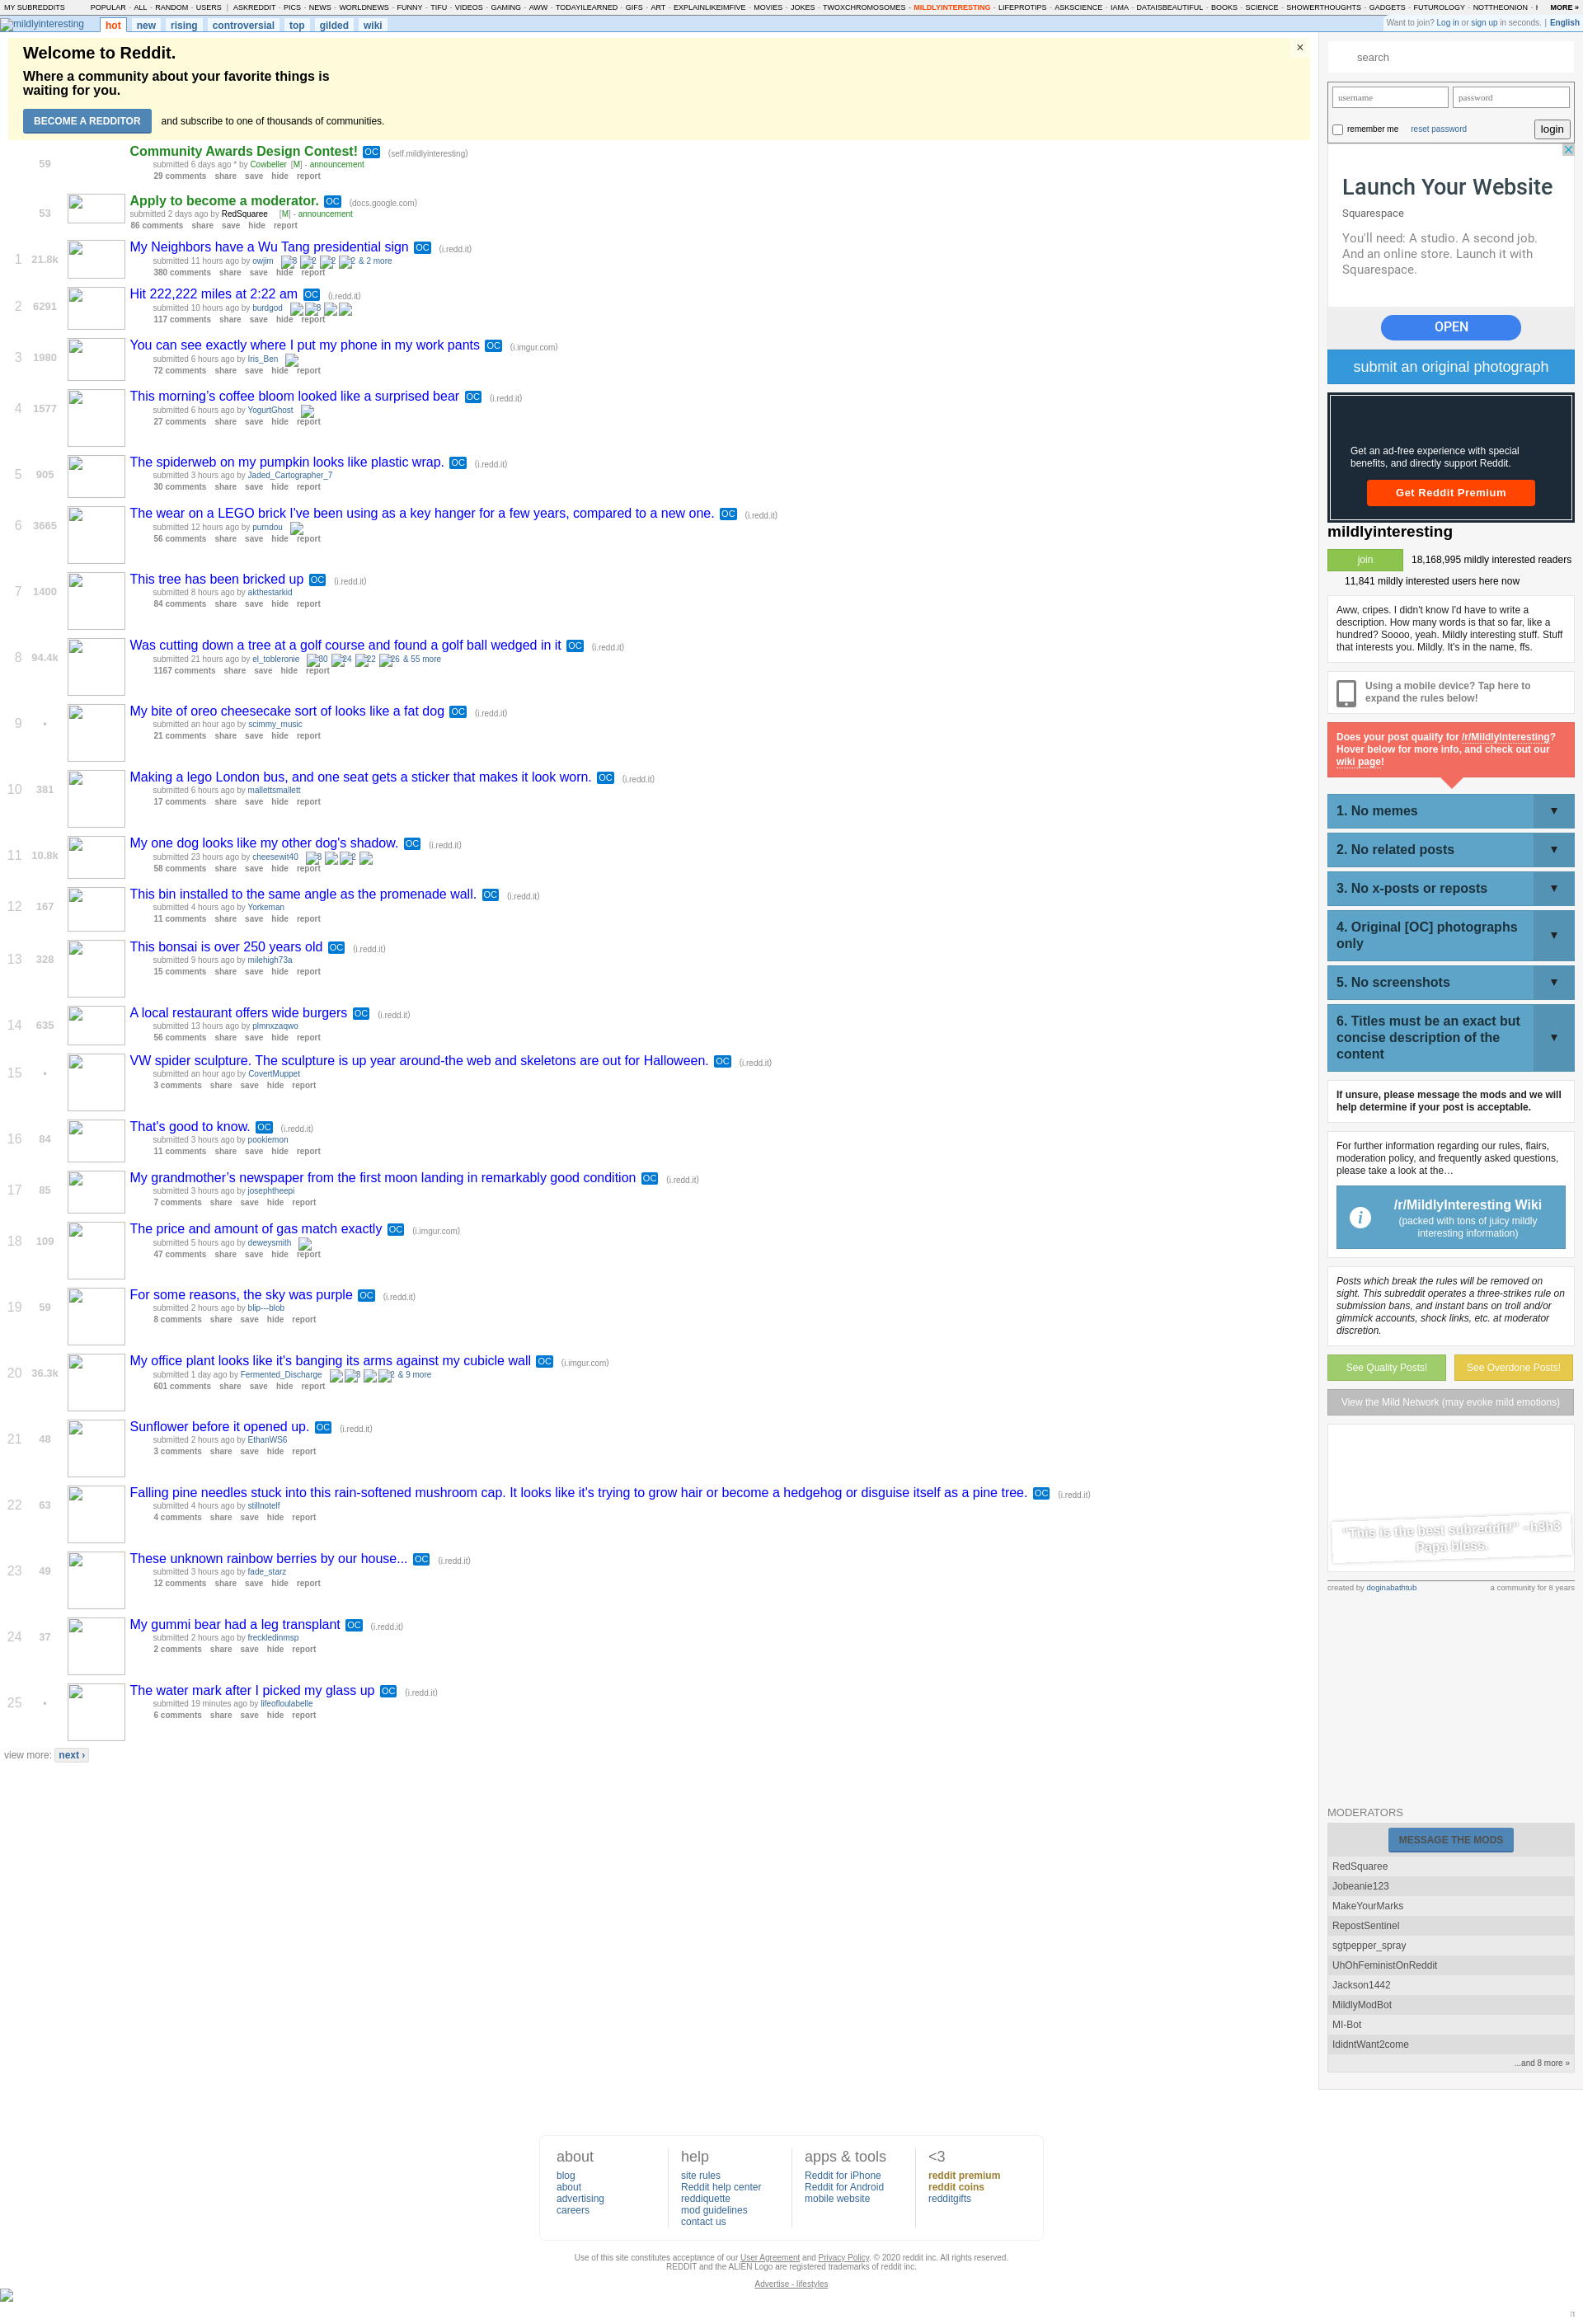 MY SUBREDDITS POPULAR - ALL - RANDOM - USERS | ASKREDDIT - PICS - NEWS - WORLDNEWS - FUNNY - TIFU - VIDEOS - GAMING - AWW - TODAYILEARNED - GIFS - ART - EXPLAINLIKEIMFIVE - MOVIES - JOKES - TWOXCHROMOSOMES - MILDLYINTERESTING - LIFEPROTIPS - ASKSCIENCE - IAMA - DATAISBEAUTIFUL - BOOKS - SCIENCE - SHOWERTHOUGHTS - GADGETS - FUTUROLOGY - NOTTHEONION - MORE »
mildlyinteresting hot new rising controversial top gilded wiki Want to join? Log in or sign up in seconds. | English
Welcome to Reddit. ×
Where a community about your favorite things is
waiting for you.
BECOME A REDDITOR and subscribe to one of thousands of communities.
59
Community Awards Design Contest! OC (self.mildlyinteresting)
submitted 6 days ago * by Cowbeller [M] - announcement
29 comments share save hide report
53
Apply to become a moderator. OC (docs.google.com)
submitted 2 days ago by RedSquaree [M] - announcement
86 comments share save hide report
1 21.8k
My Neighbors have a Wu Tang presidential sign OC (i.redd.it)
submitted 11 hours ago by owjim 3 2 2 2 & 2 more
380 comments share save hide report
2 6291
Hit 222,222 miles at 2:22 am OC (i.redd.it)
submitted 10 hours ago by burdgod 3
117 comments share save hide report
3 1980
You can see exactly where I put my phone in my work pants OC (i.imgur.com)
submitted 6 hours ago by Iris_Ben
72 comments share save hide report
4 1577
This morning’s coffee bloom looked like a surprised bear OC (i.redd.it)
submitted 6 hours ago by YogurtGhost
27 comments share save hide report
5 905
The spiderweb on my pumpkin looks like plastic wrap. OC (i.redd.it)
submitted 3 hours ago by Jaded_Cartographer_7
30 comments share save hide report
6 3665
The wear on a LEGO brick I've been using as a key hanger for a few years, compared to a new one. OC (i.redd.it)
submitted 12 hours ago by purndou
56 comments share save hide report
7 1400
This tree has been bricked up OC (i.redd.it)
submitted 8 hours ago by akthestarkid
84 comments share save hide report
8 94.4k
Was cutting down a tree at a golf course and found a golf ball wedged in it OC (i.redd.it)
submitted 21 hours ago by el_tobleronie 30 24 22 26 & 55 more
1167 comments share save hide report
9 •
My bite of oreo cheesecake sort of looks like a fat dog OC (i.redd.it)
submitted an hour ago by scimmy_music
21 comments share save hide report
10 381
Making a lego London bus, and one seat gets a sticker that makes it look worn. OC (i.redd.it)
submitted 6 hours ago by mallettsmallett
17 comments share save hide report
11 10.8k
My one dog looks like my other dog's shadow. OC (i.redd.it)
submitted 23 hours ago by cheesewit40 3 2
58 comments share save hide report
12 167
This bin installed to the same angle as the promenade wall. OC (i.redd.it)
submitted 4 hours ago by Yorkeman
11 comments share save hide report
13 328
This bonsai is over 250 years old OC (i.redd.it)
submitted 9 hours ago by milehigh73a
15 comments share save hide report
14 635
A local restaurant offers wide burgers OC (i.redd.it)
submitted 13 hours ago by plmnxzaqwo
56 comments share save hide report
15 •
VW spider sculpture. The sculpture is up year around-the web and skeletons are out for Halloween. OC (i.redd.it)
submitted an hour ago by CovertMuppet
3 comments share save hide report
16 84
That's good to know. OC (i.redd.it)
submitted 3 hours ago by pookiemon
11 comments share save hide report
17 85
My grandmother’s newspaper from the first moon landing in remarkably good condition OC (i.redd.it)
submitted 3 hours ago by josephtheepi
7 comments share save hide report
18 109
The price and amount of gas match exactly OC (i.imgur.com)
submitted 5 hours ago by deweysmith
47 comments share save hide report
19 59
For some reasons, the sky was purple OC (i.redd.it)
submitted 2 hours ago by blip---blob
8 comments share save hide report
20 36.3k
My office plant looks like it's banging its arms against my cubicle wall OC (i.imgur.com)
submitted 1 day ago by Fermented_Discharge 3 2 & 9 more
601 comments share save hide report
21 48
Sunflower before it opened up. OC (i.redd.it)
submitted 2 hours ago by EthanWS6
3 comments share save hide report
22 63
Falling pine needles stuck into this rain-softened mushroom cap. It looks like it's trying to grow hair or become a hedgehog or disguise itself as a pine tree. OC (i.redd.it)
submitted 4 hours ago by stillnotelf
4 comments share save hide report
23 49
These unknown rainbow berries by our house... OC (i.redd.it)
submitted 3 hours ago by fade_starz
12 comments share save hide report
24 37
My gummi bear had a leg transplant OC (i.redd.it)
submitted 2 hours ago by freckledinmsp
2 comments share save hide report
25 •
The water mark after I picked my glass up OC (i.redd.it)
submitted 19 minutes ago by lifeofloulabelle
6 comments share save hide report
view more: next ›
search
username password
remember me reset password login
Launch Your Website
Squarespace
You'll need: A studio. A second job.
And an online store. Launch it with
Squarespace.
OPEN
submit an original photograph
Get an ad-free experience with special
benefits, and directly support Reddit.
Get Reddit Premium
mildlyinteresting
join 18,168,995 mildly interested readers
11,841 mildly interested users here now
Aww, cripes. I didn't know I'd have to write a
description. How many words is that so far, like a
hundred? Soooo, yeah. Mildly interesting stuff. Stuff
that interests you. Mildly. It's in the name, ffs.
Using a mobile device? Tap here to
expand the rules below!
Does your post qualify for /r/MildlyInteresting?
Hover below for more info, and check out our
wiki page!
1. No memes ▼
2. No related posts ▼
3. No x-posts or reposts ▼
4. Original [OC] photographs
only ▼
5. No screenshots ▼
6. Titles must be an exact but
concise description of the
content ▼
If unsure, please message the mods and we will
help determine if your post is acceptable.
For further information regarding our rules, flairs,
moderation policy, and frequently asked questions,
please take a look at the…
i /r/MildlyInteresting Wiki
(packed with tons of juicy mildly
interesting information)
Posts which break the rules will be removed on
sight. This subreddit operates a three-strikes rule on
submission bans, and instant bans on troll and/or
gimmick accounts, shock links, etc. at moderator
discretion.
See Quality Posts! See Overdone Posts!
View the Mild Network (may evoke mild emotions)
"This is the best subreddit!" ~h3h3
Papa bless.
created by doginabathtub a community for 8 years
MODERATORS
MESSAGE THE MODS
RedSquaree
Jobeanie123
MakeYourMarks
RepostSentinel
sgtpepper_spray
UhOhFeministOnReddit
Jackson1442
MildlyModBot
MI-Bot
IdidntWant2come
...and 8 more »
about
blog
about
advertising
careers
help
site rules
Reddit help center
reddiquette
mod guidelines
contact us
apps & tools
Reddit for iPhone
Reddit for Android
mobile website
<3
reddit premium
reddit coins
redditgifts
Use of this site constitutes acceptance of our User Agreement and Privacy Policy. © 2020 reddit inc. All rights reserved.
REDDIT and the ALIEN Logo are registered trademarks of reddit inc.
Advertise - lifestyles
π